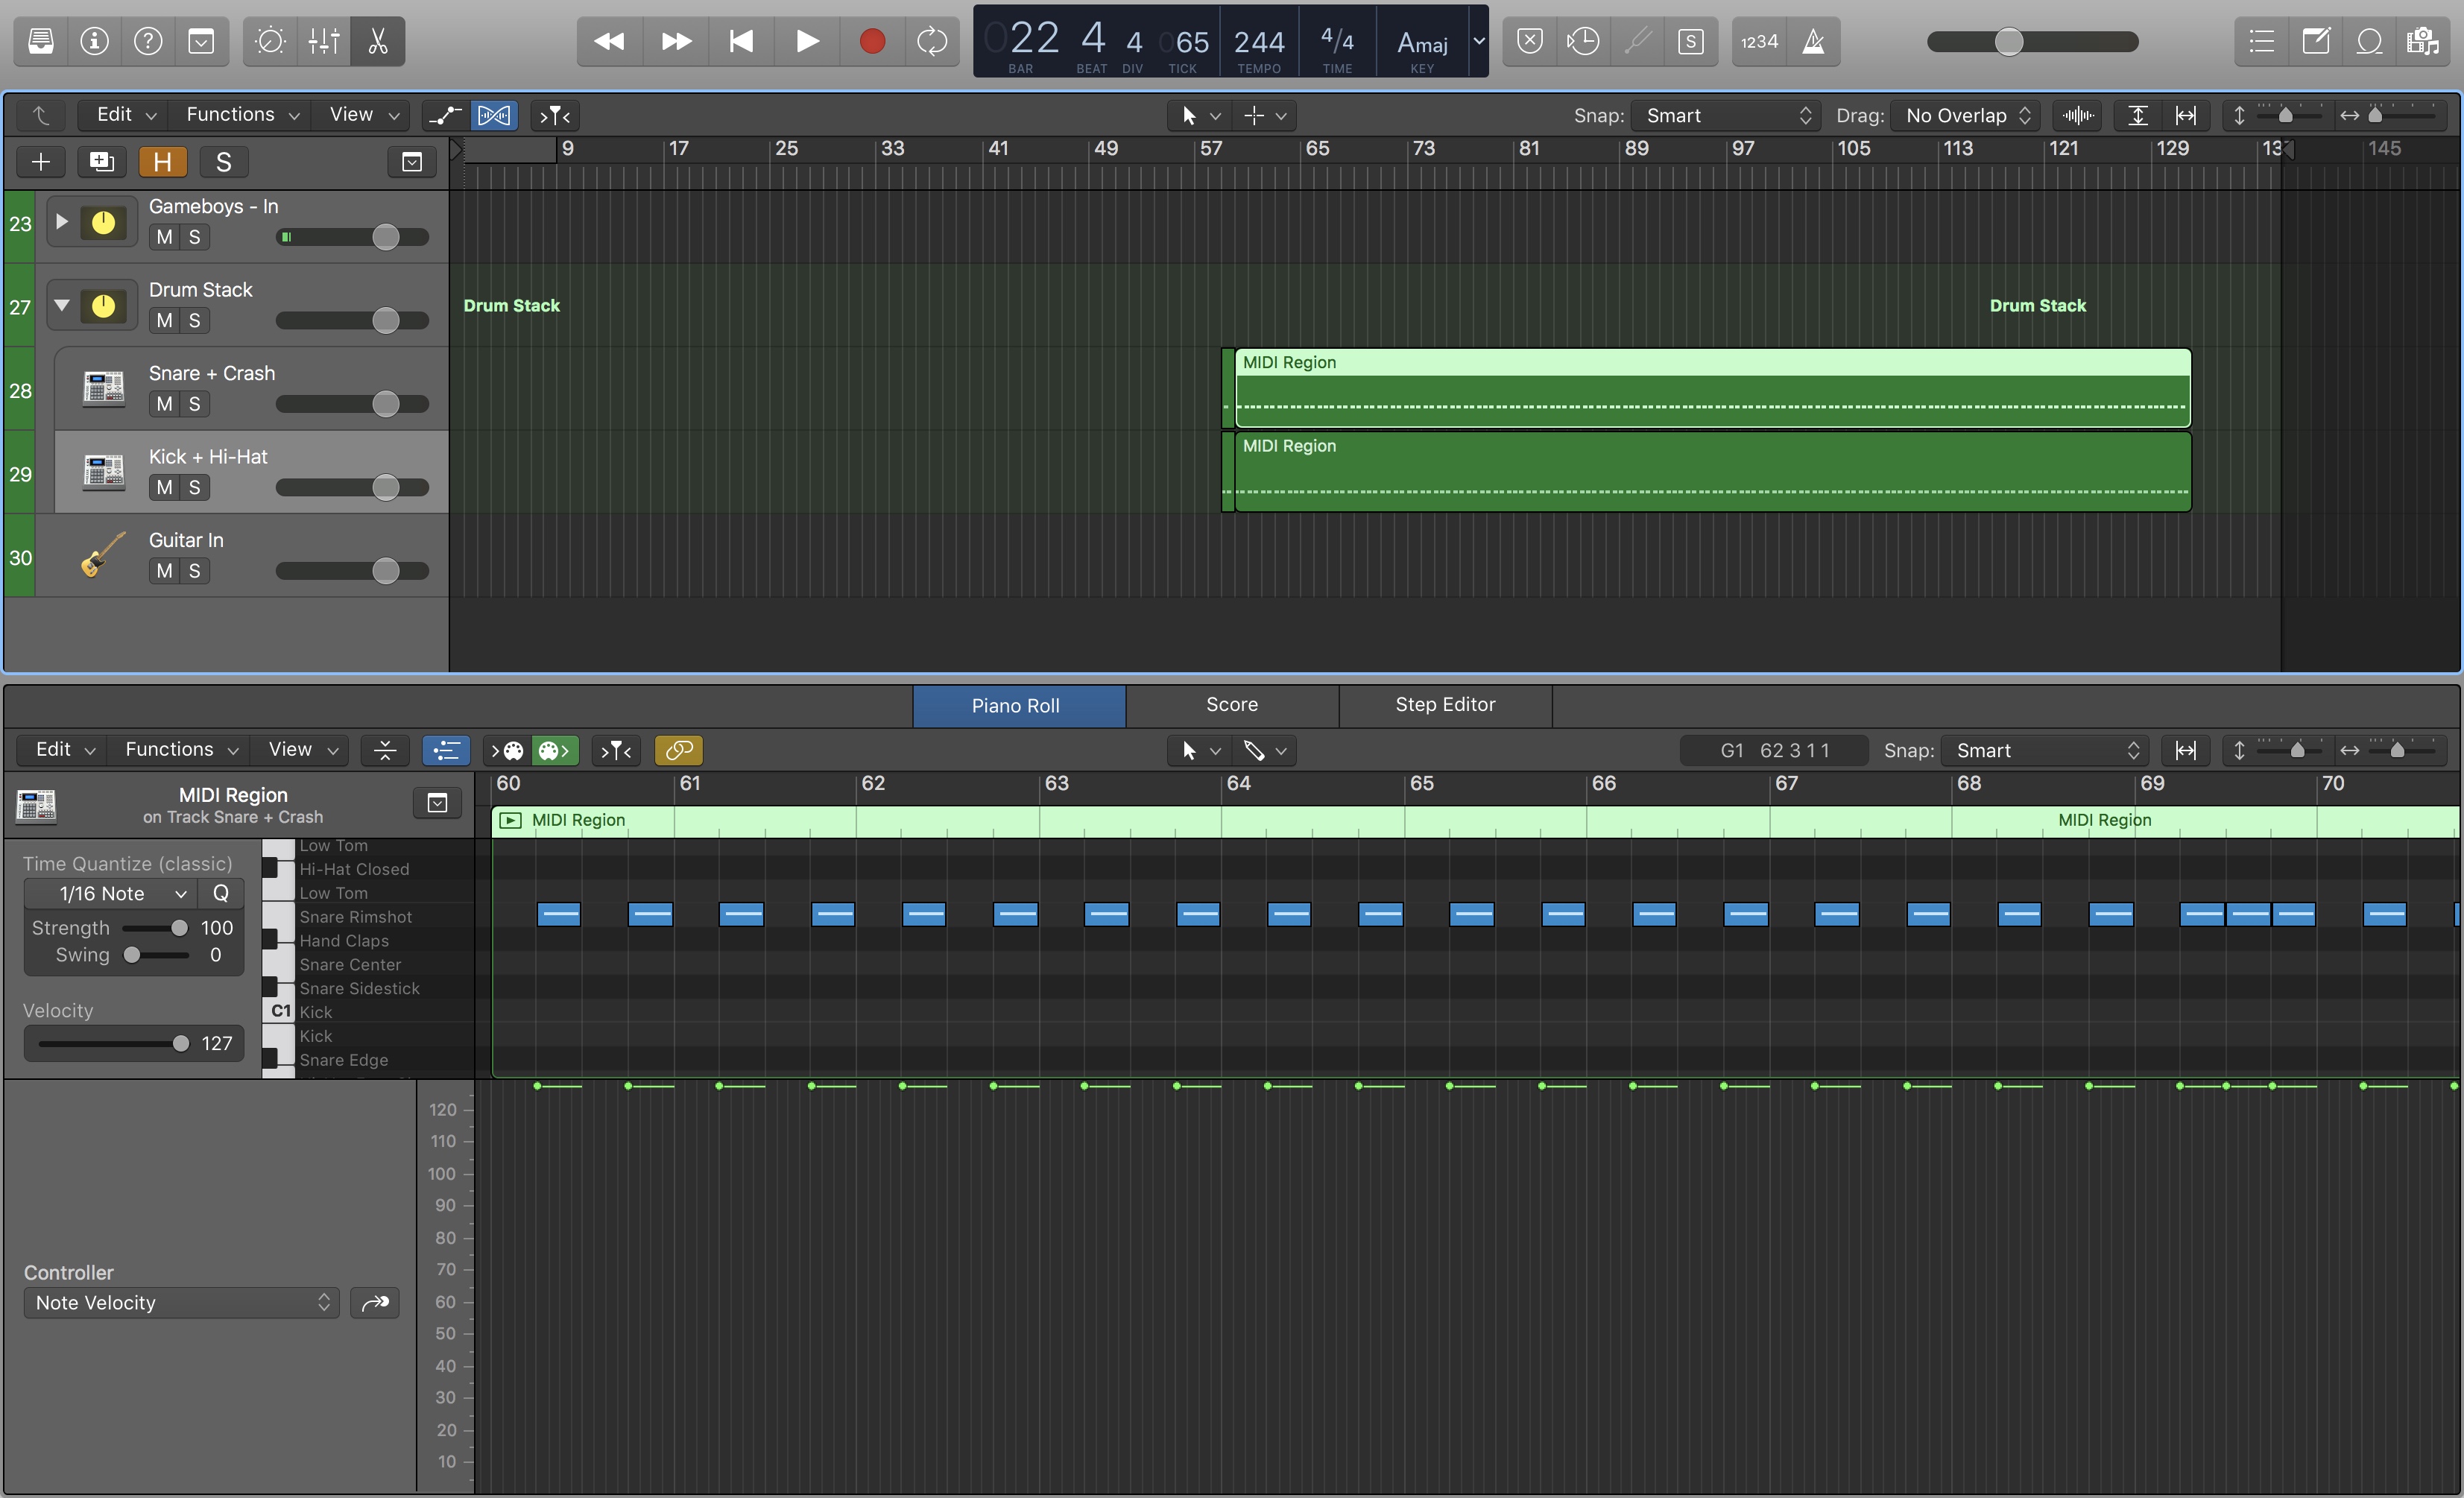 022 4 4 065 244 4/4 Amaj
BAR BEAT DIV TICK TEMPO TIME KEY
S 1234
Edit Functions View Snap: Smart Drag: No Overlap
H S
9 17 25 33 41 49 57 65 73 81 89 97 105 113 121 129 145
23 Gameboys - In
M S
27 Drum Stack
M S
Drum Stack Drum Stack
28 Snare + Crash
M S
MIDI Region
29 Kick + Hi-Hat
M S
MIDI Region
30 Guitar In
M S
Piano Roll Score Step Editor
Edit Functions View G1 62 3 1 1 Snap: Smart
60 61 62 63 64 65 66 67 68 69 70
MIDI Region
on Track Snare + Crash
MIDI Region MIDI Region
Time Quantize (classic)
1/16 Note Q
Strength 100
Swing 0
Velocity
127
Low Tom
Hi-Hat Closed
Low Tom
Snare Rimshot
Hand Claps
Snare Center
Snare Sidestick
C1 Kick
Kick
Snare Edge
120
110
100
90
80
70
60
50
40
30
20
10
Controller
Note Velocity